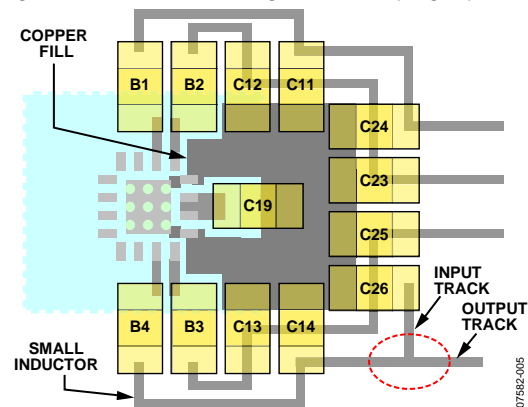 COPPER
FILL
B1
B2
C12
C11
C24
C23
C19
C25
C26
B4
B3
C13
C14
INPUT
TRACK
OUTPUT
TRACK
SMALL
INDUCTOR
07582-005